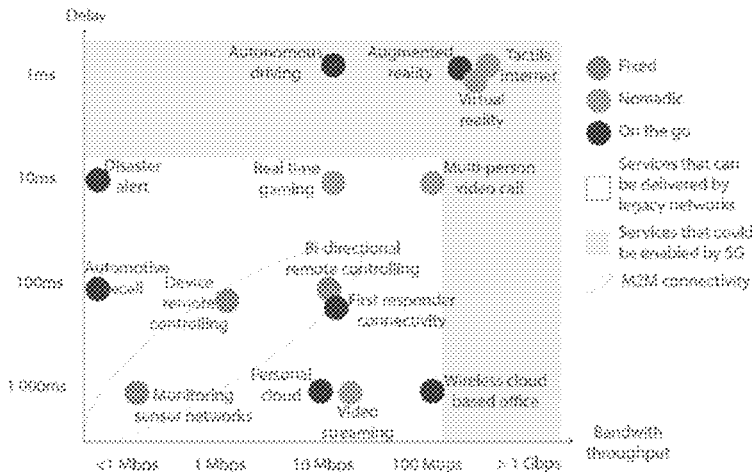 Delay
1ms
10ms
100ms
1 000ms
Autonomous
driving
Augmented
reality
Tactile
internet
Virtual
reality
Disaster
alert
Real time
gaming
Multi-person
video call
Automotive
ecall
Device
remote
controlling
Bi-directional
remote controlling
First responder
connectivity
Monitoring
sensor networks
Personal
cloud
Video
streaming
Wireless cloud
based office
Fixed
Nomadic
On the go
Services that can
be delivered by
legacy networks
Services that could
be enabled by 5G
M2M connectivity
<1 Mbps
1 Mbps
10 Mbps
100 Mbps
> 1 Gbps
Bandwith
throughput